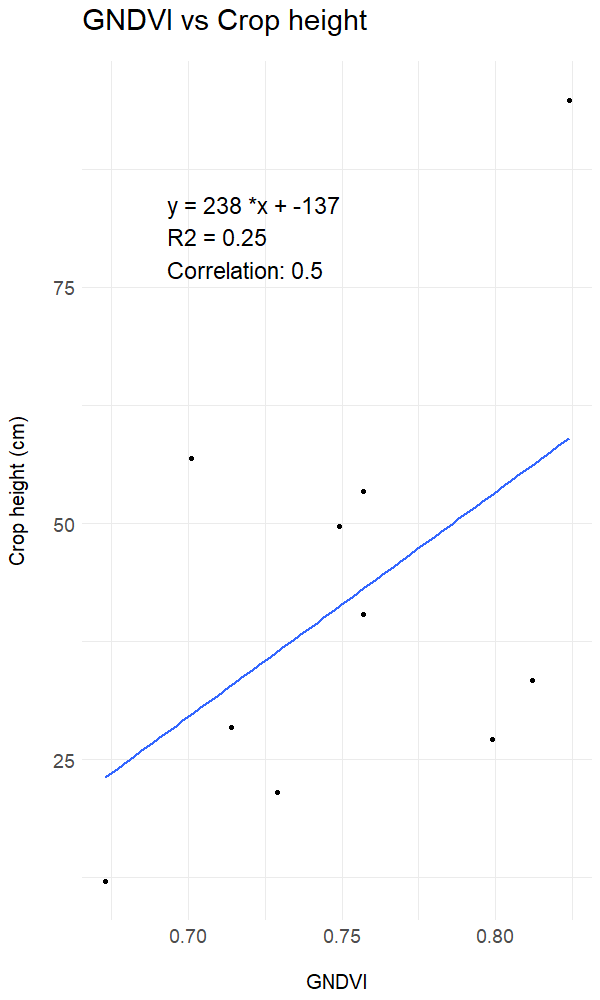 GNDVI vs Crop height
y = 238 *x + -137
R2 = 0.25
Correlation: 0.5
75
50
25
Crop height (cm)
0.70 0.75 0.80
GNDVI